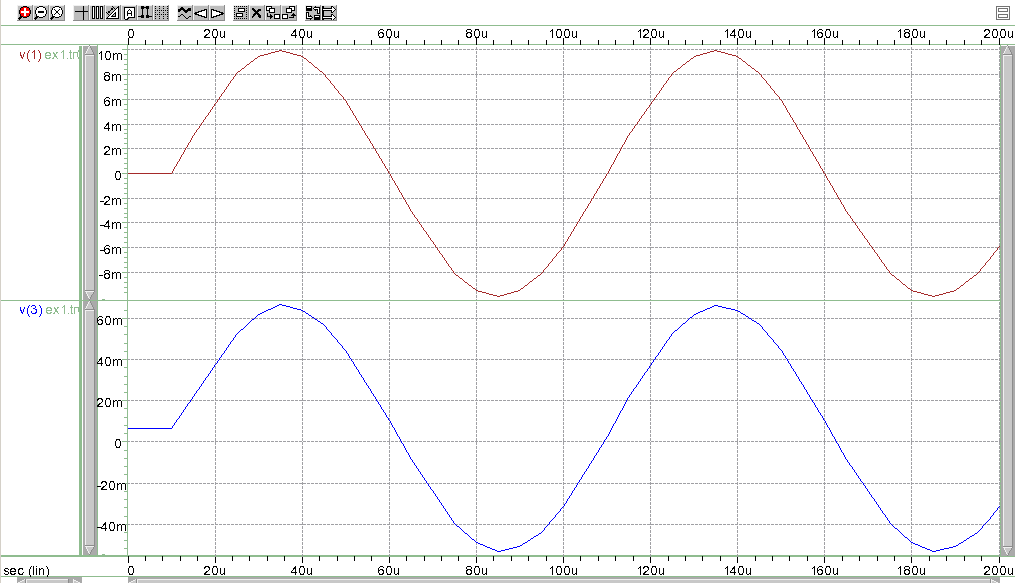 0 20u 40u 60u 80u 100u 120u 140u 160u 180u 200u
v(1) ex1.tr
10m
8m
6m
4m
2m
0
-2m
-4m
-6m
-8m
v(3) ex1.tr
60m
40m
20m
0
-20m
-40m
sec (lin) 0 20u 40u 60u 80u 100u 120u 140u 160u 180u 200u